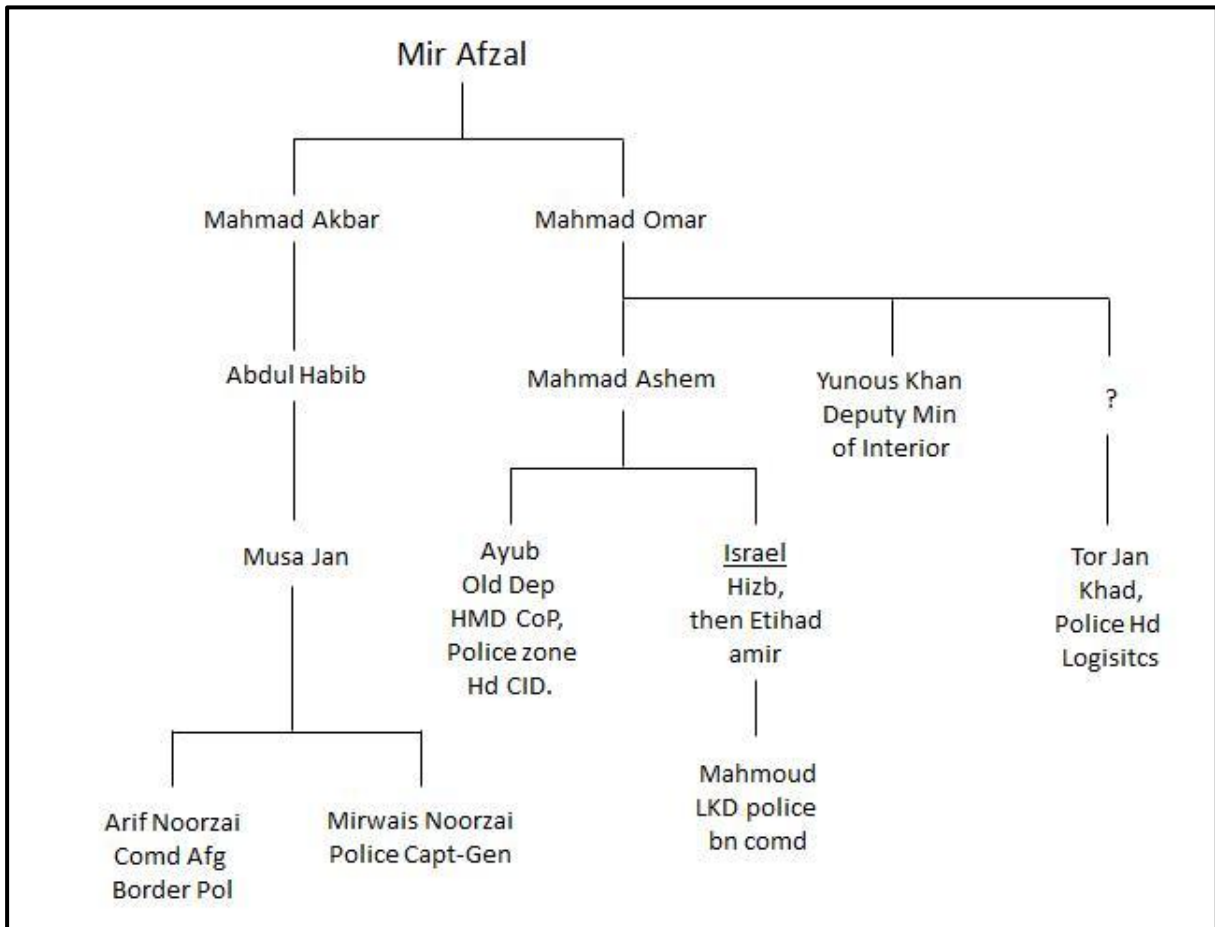 Mir Afzal
Mahmad Akbar
Mahmad Omar
Abdul Habib
Mahmad Ashem
Yunous Khan
Deputy Min
of Interior
?
Musa Jan
Ayub
Old Dep
HMD CoP,
Police zone
Hd CID.
Israel
Hizb,
then Etihad
amir
Tor Jan
Khad,
Police Hd
Logisitcs
Arif Noorzai
Comd Afg
Border Pol
Mirwais Noorzai
Police Capt-Gen
Mahmoud
LKD police
bn comd